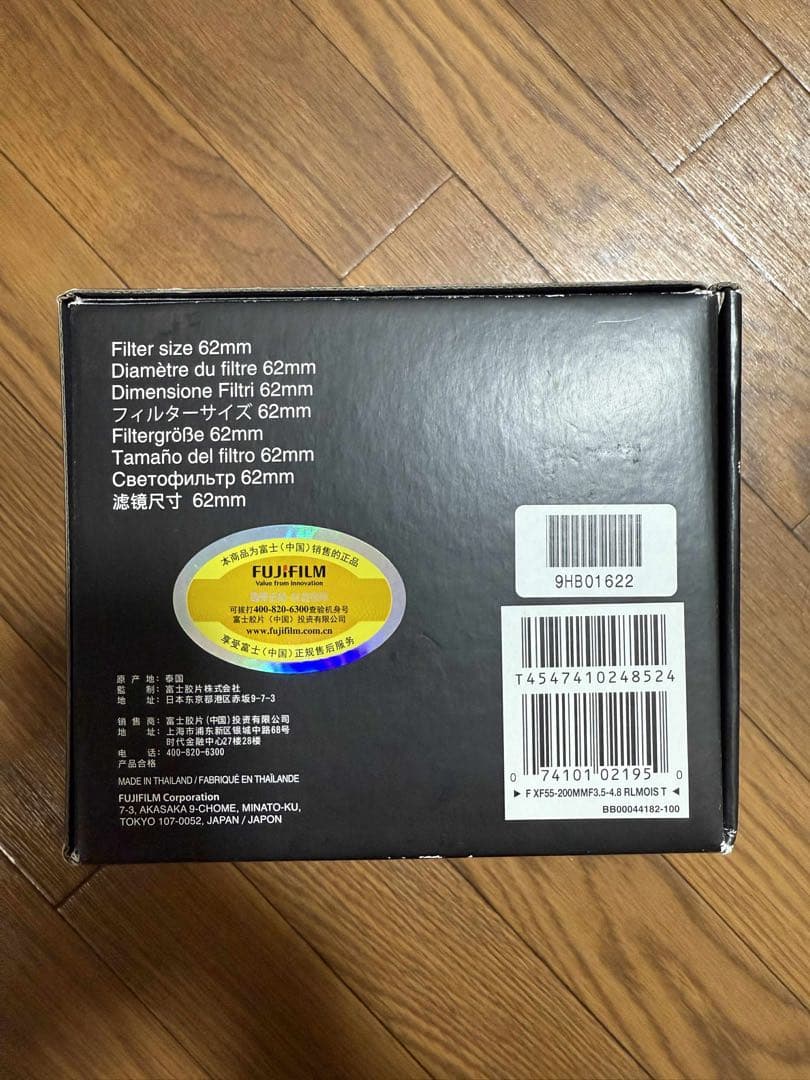 Filter size 62mm
Diamètre du filtre 62mm
Dimensione Filtri 62mm
フィルターサイズ 62mm
Filtergröße 62mm
Tamaño del filtro 62mm
Светофильтр 62mm
滤镜尺寸 62mm
本商品为富士（中国）销售的正品
FUJIFILM
Value from Innovation
可拨打400-820-6300查验机身号
富士胶片（中国）投资有限公司
www.fujifilm.com.cn
享受富士(中国)正规售后服务
原 产 地: 泰国
監 制: 富士胶片株式会社
地 址: 日本东京都港区赤坂9-7-3
销 售 商: 富士胶片(中国)投资有限公司
地 址: 上海市浦东新区银城中路68号
时代金融中心27楼28楼
电 话: 400-820-6300
产品合格
MADE IN THAILAND / FABRIQUÉ EN THAÏLANDE
FUJIFILM Corporation
7-3, AKASAKA 9-CHOME, MINATO-KU,
TOKYO 107-0052, JAPAN / JAPON
9HB01622
T4547410248524
0 74101 02195 0
► F XF55-200MMF3.5-4.8 RLMOIS T ◄
BB00044182-100